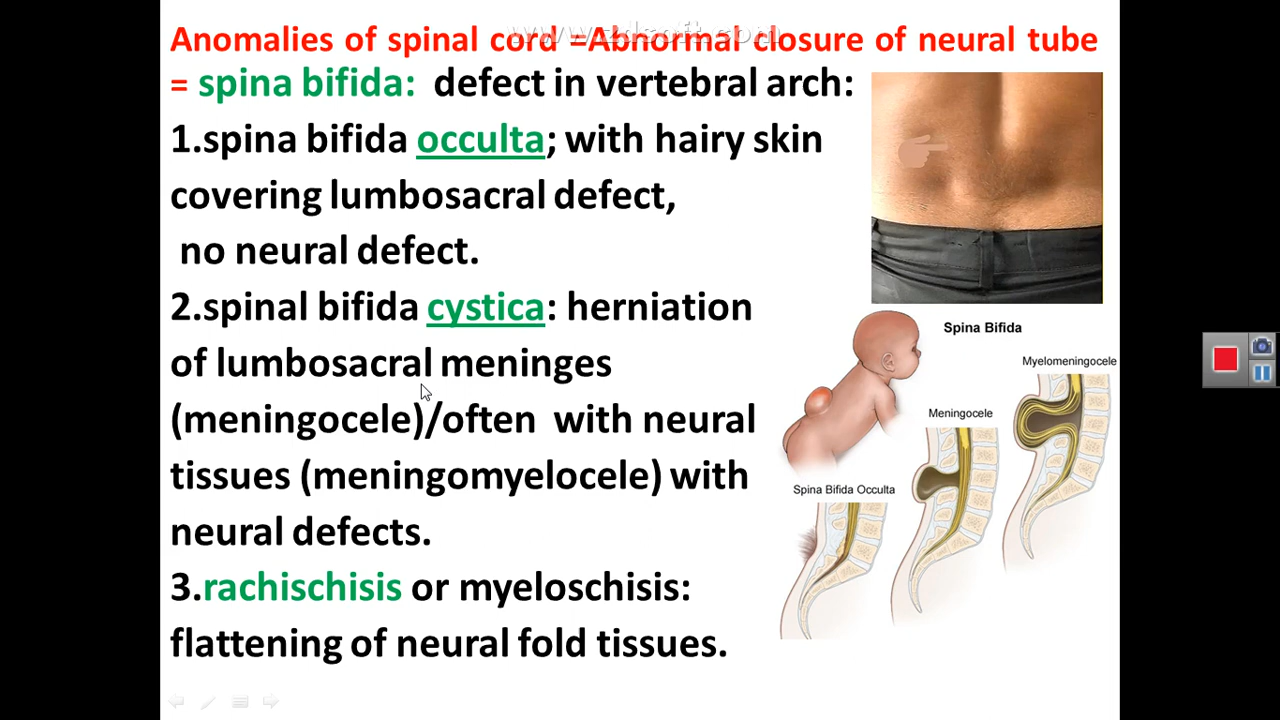 www.zdsoft.com
Anomalies of spinal cord =Abnormal closure of neural tube
= spina bifida:  defect in vertebral arch:
1.spina bifida occulta; with hairy skin
covering lumbosacral defect,
no neural defect.
2.spinal bifida cystica: herniation
of lumbosacral meninges
(meningocele)/often  with neural
tissues (meningomyelocele) with
neural defects.
3.rachischisis or myeloschisis:
flattening of neural fold tissues.
Spina Bifida
Myelomeningocele
Meningocele
Spina Bifida Occulta